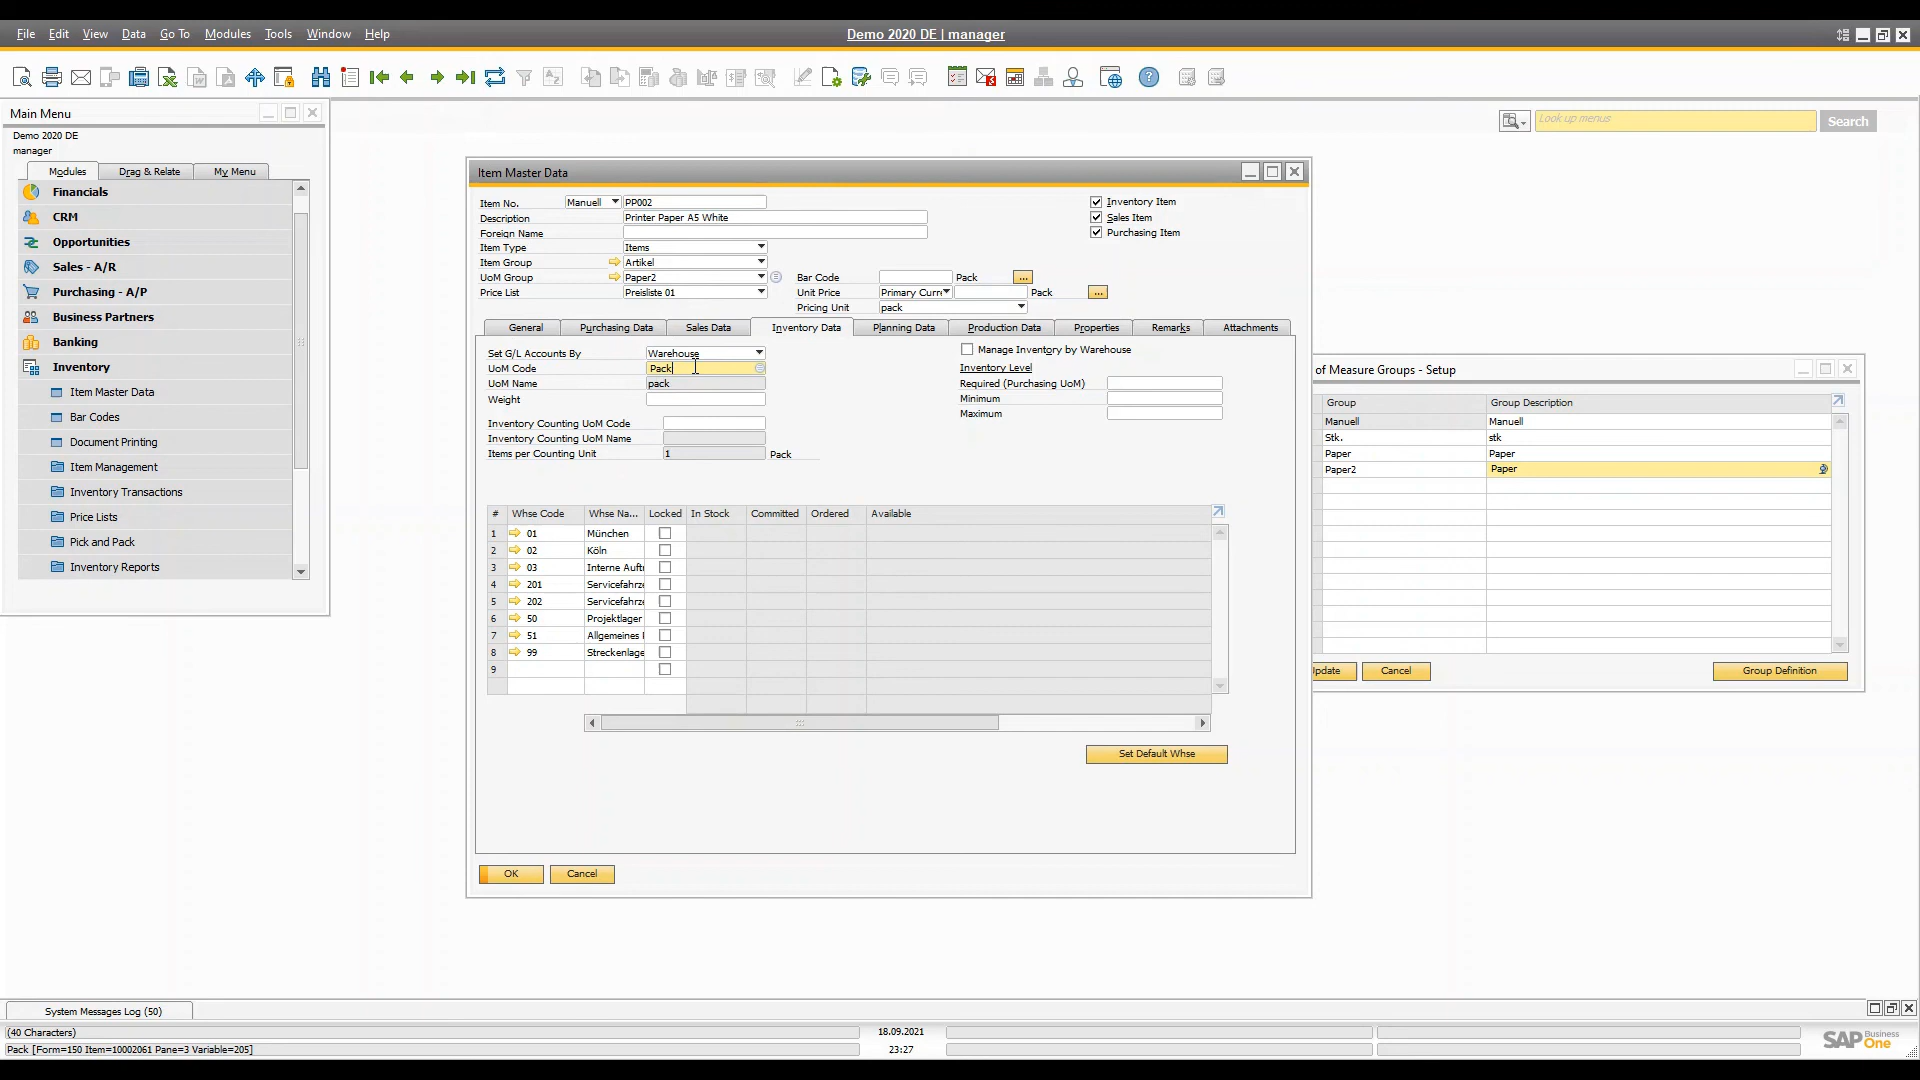 File Edit View Data Go To Modules Tools Window Help
Demo 2020 DE | manager
Look up menus
Search
Main Menu
Demo 2020 DE
manager
Modules Drag & Relate My Menu
Financials
CRM
Opportunities
Sales - A/R
Purchasing - A/P
Business Partners
Banking
Inventory
Item Master Data
Bar Codes
Document Printing
Item Management
Inventory Transactions
Price Lists
Pick and Pack
Inventory Reports
Item Master Data
Item No. Manuell PP002
Description Printer Paper A5 White
Foreign Name
Item Type Items
Item Group Artikel
UoM Group Paper2
Price List Preisliste 01
Inventory Item
Sales Item
Purchasing Item
Bar Code Pack ...
Unit Price Primary Curr Pack ...
Pricing Unit pack
General Purchasing Data Sales Data Inventory Data Planning Data Production Data Properties Remarks Attachments
Set G/L Accounts By Warehouse
UoM Code Pack
UoM Name pack
Weight
Inventory Counting UoM Code
Inventory Counting UoM Name
Items per Counting Unit 1 Pack
Manage Inventory by Warehouse
Inventory Level
Required (Purchasing UoM)
Minimum
Maximum
# Whse Code Whse Na... Locked In Stock Committed Ordered Available
1 01 München
2 02 Köln
3 03 Interne Auftr
4 201 Servicefahrze
5 202 Servicefahrze
6 50 Projektlager
7 51 Allgemeines
8 99 Streckenlage
9
Set Default Whse
OK Cancel
of Measure Groups - Setup
Group Group Description
Manuell Manuell
Stk. stk
Paper Paper
Paper2 Paper
pdate Cancel Group Definition
System Messages Log (50)
(40 Characters) 18.09.2021
Pack [Form=150 Item=10002061 Pane=3 Variable=205] 23:27
SAP Business One